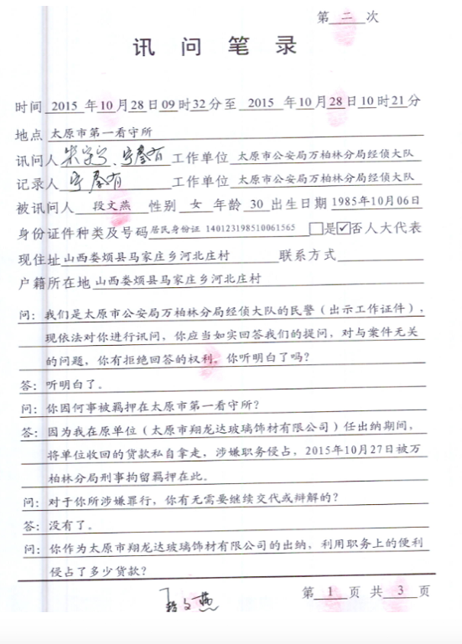 第 二 次
讯 问 笔 录
时间 2015 年10月28日09时32分至 2015 年10月28日10时21分
地点 太原市第一看守所
讯问人 工作单位 太原市公安局万柏林分局经侦大队
记录人 工作单位 太原市公安局万柏林分局经侦大队
被讯问人 段文燕 性别 女 年龄 30 出生日期 1985年10月06日
身份证件种类及号码 居民身份证 140123198510061565 □是☑否人大代表
现住址 山西娄烦县马家庄乡河北庄村 联系方式
户籍所在地 山西娄烦县马家庄乡河北庄村
问：我们是太原市公安局万柏林分局经侦大队的民警（出示工作证件），
现依法对你进行讯问，你应当如实回答我们的提问，对与案件无关
的问题，你有拒绝回答的权利。你听明白了吗？
答：听明白了。
问：你因何事被羁押在太原市第一看守所？
答：因为我在原单位（太原市翔龙达玻璃饰材有限公司）任出纳期间，
将单位收回的货款私自拿走，涉嫌职务侵占，2015年10月27日被万
柏林分局刑事拘留羁押在此。
问：对于你所涉嫌罪行，你有无需要继续交代或辩解的？
答：没有了。
问：你作为太原市翔龙达玻璃饰材有限公司的出纳，利用职务上的便利
侵占了多少货款？
段文燕
第 1 页 共 3 页